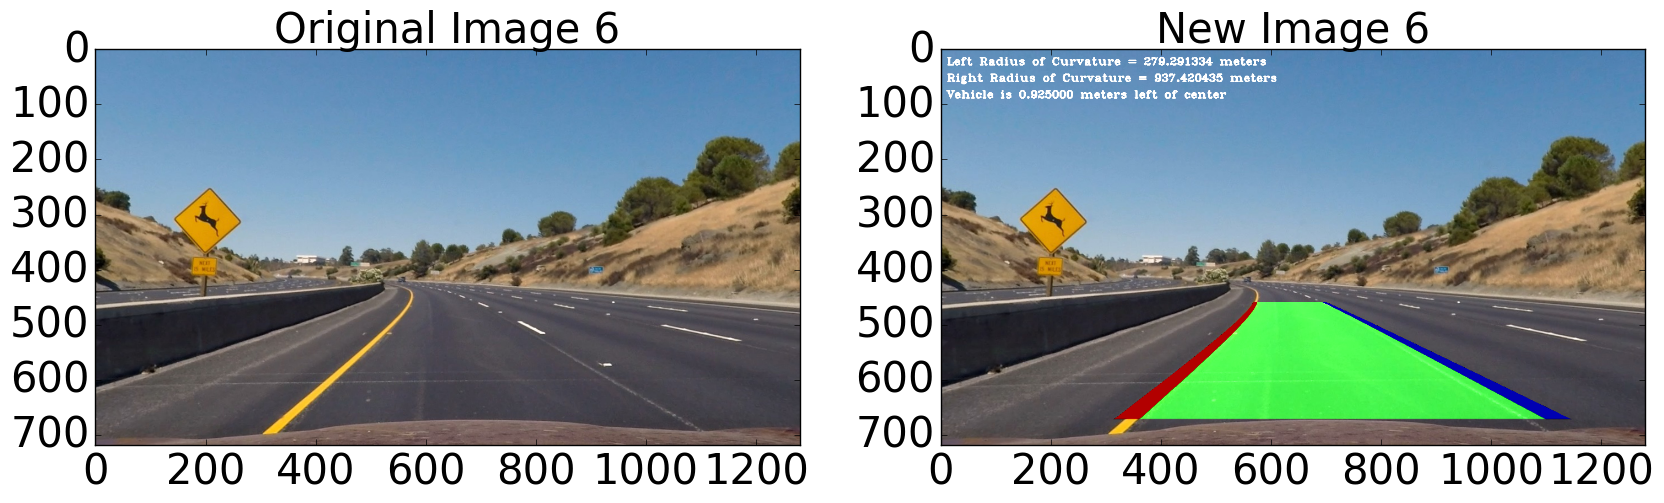 Original Image 6
0
100
200
300
400
500
600
700
0 200 400 600 800 1000 1200
New Image 6
Left Radius of Curvature = 279.291334 meters
Right Radius of Curvature = 937.420435 meters
Vehicle is 0.925000 meters left of center
0
100
200
300
400
500
600
700
0 200 400 600 800 1000 1200